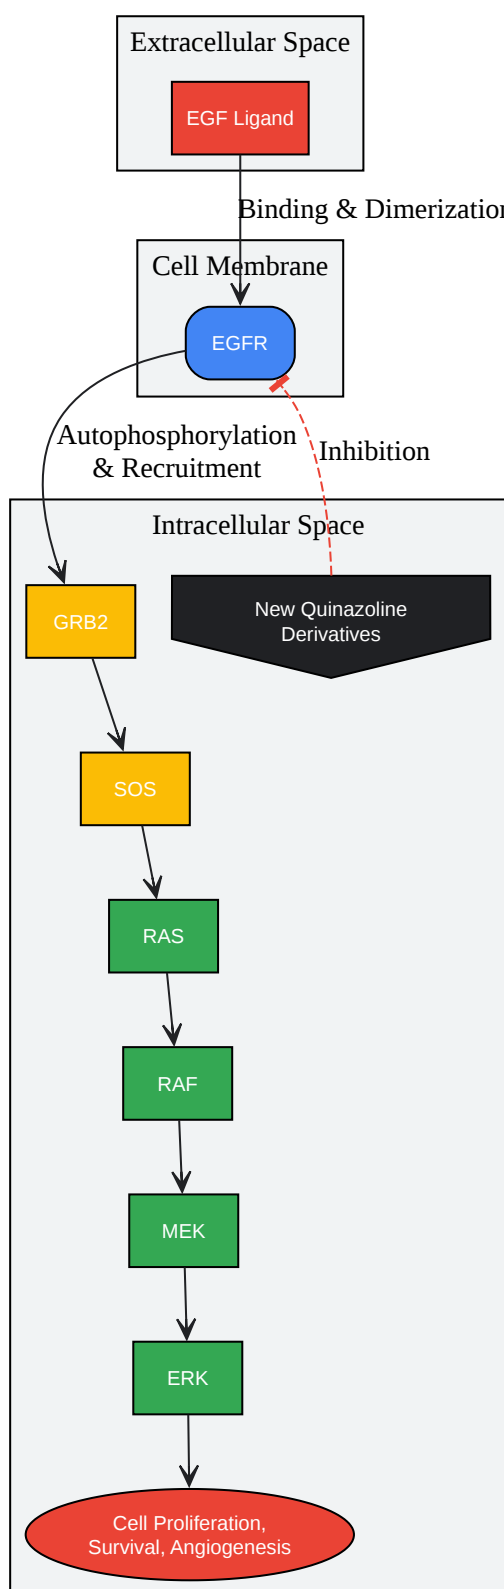 Extracellular Space
EGF Ligand
Binding & Dimerization
Cell Membrane
EGFR
Autophosphorylation
& Recruitment
Inhibition
Intracellular Space
GRB2
New Quinazoline
Derivatives
SOS
RAS
RAF
MEK
ERK
Cell Proliferation,
Survival, Angiogenesis